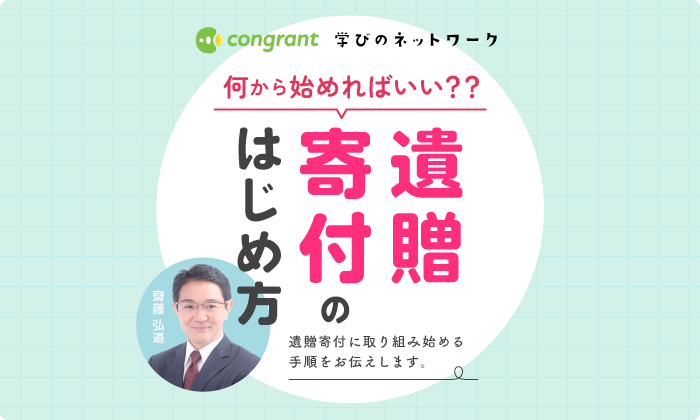 congrant 学びのネットワーク
何から始めればいい??
遺贈
寄付の
はじめ方
齋藤 弘道
遺贈寄付に取り組み始める
手順をお伝えします。